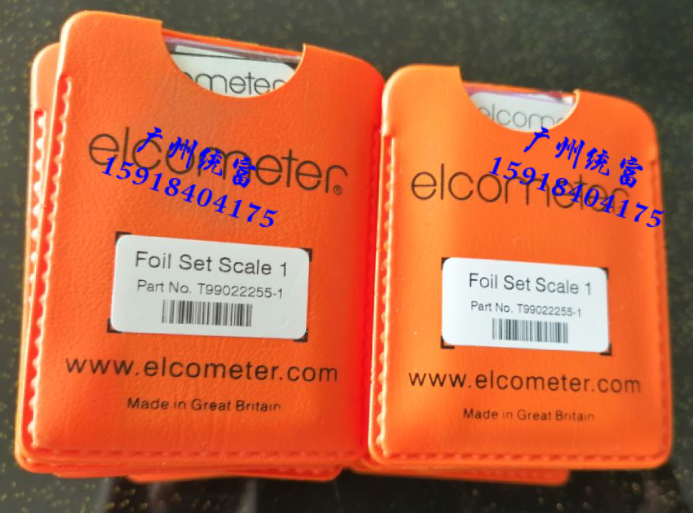 elcometer
elcometer®
广州统富
15918404175
Foil Set Scale 1
Part No. T99022255-1
www.elcometer.com
Made in Great Britain
elcome
elcometer
广州统富
15918404175
Foil Set Scale 1
Part No. T99022255-1
www.elcometer.com
Made in Great Britain